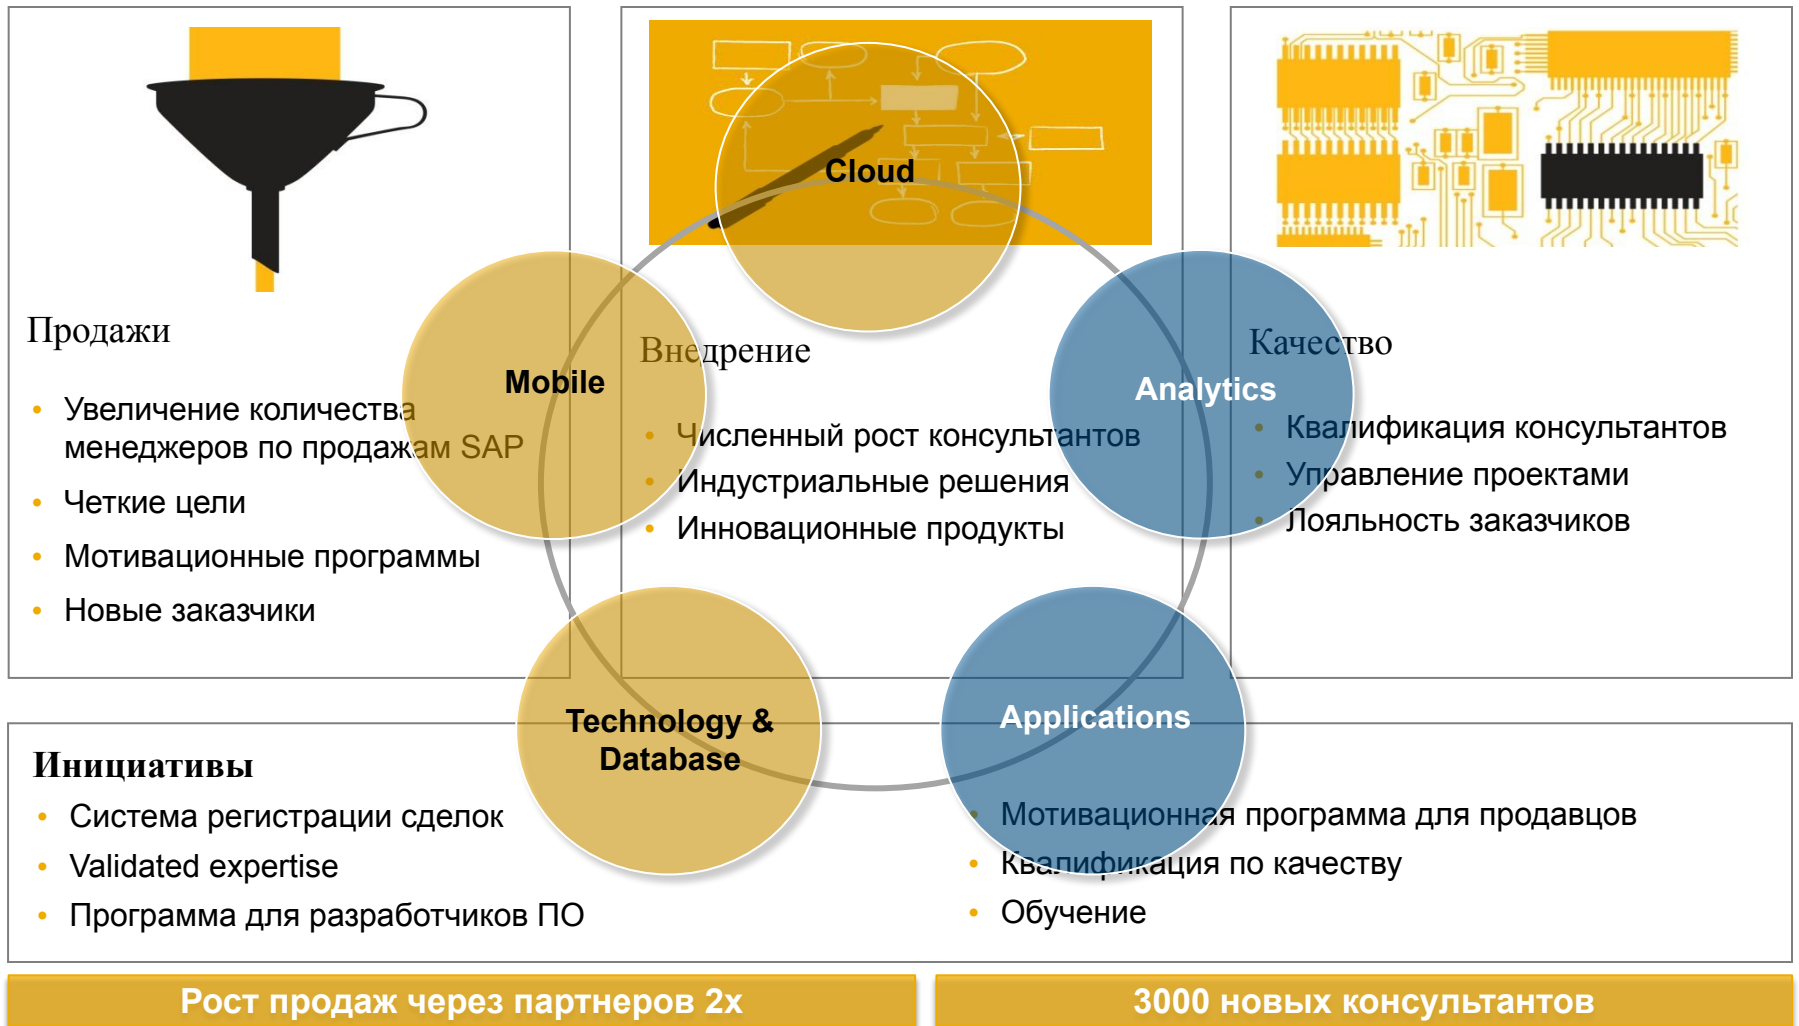 Cloud
Продажи
Mobile
Внедрение
Качество
Analytics
• Увеличение количества
менеджеров по продажам SAP
• Четкие цели
• Мотивационные программы
• Новые заказчики
• Численный рост консультантов
• Индустриальные решения
• Инновационные продукты
• Квалификация консультантов
• Управление проектами
• Лояльность заказчиков
Technology &
Database
Applications
Инициативы
• Система регистрации сделок
• Validated expertise
• Программа для разработчиков ПО
• Мотивационная программа для продавцов
• Квалификация по качеству
• Обучение
Рост продаж через партнеров 2x
3000 новых консультантов